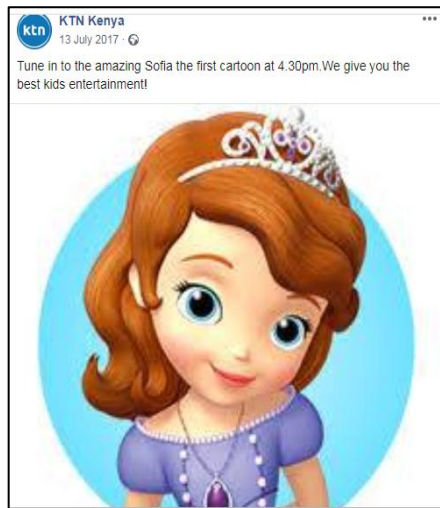 ktn
KTN Kenya
13 July 2017 ·
Tune in to the amazing Sofia the first cartoon at 4.30pm.We give you the
best kids entertainment!